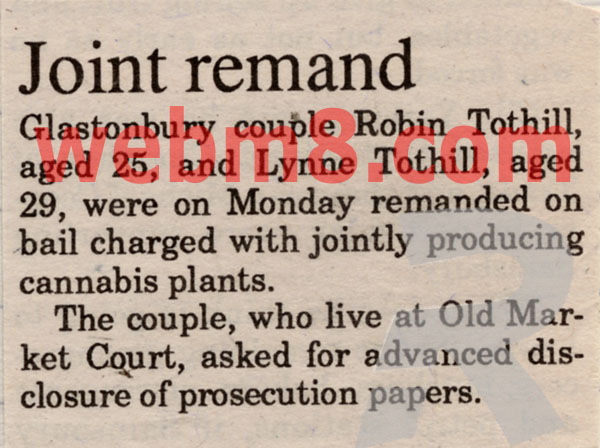 Joint remand
Glastonbury couple Robin Tothill,
aged 25, and Lynne Tothill, aged
29, were on Monday remanded on
bail charged with jointly producing
cannabis plants.
The couple, who live at Old Mar-
ket Court, asked for advanced dis-
closure of prosecution papers.
webm8.com
R